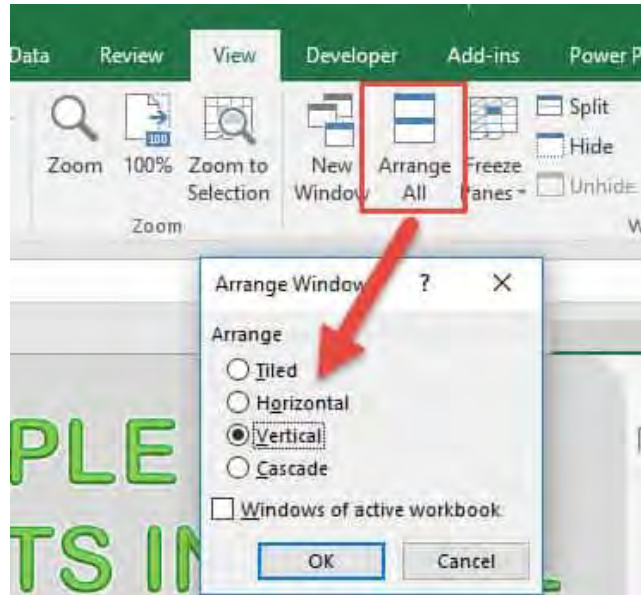 Data Review View Developer Add-ins Power P
100
Split
Hide
Unhide
Zoom 100% Zoom to Selection
New Window
Arrange All
Freeze Panes
Zoom
W
Arrange Window ? X
Arrange
Tiled
Horizontal
Vertical
Cascade
Windows of active workbook
OK Cancel
PLE
TS IN